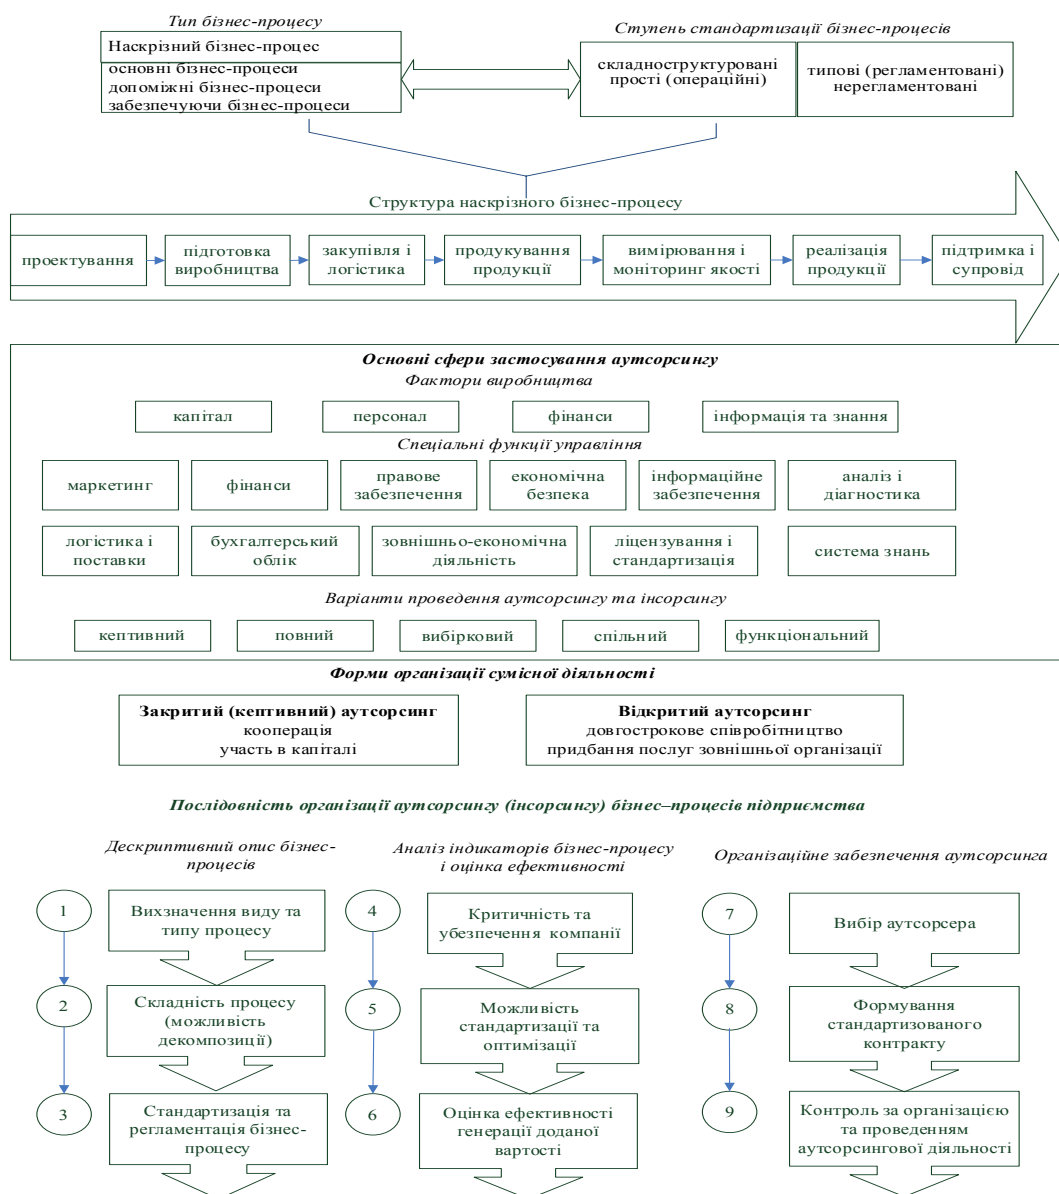 Тип бізнес-процесу
Ступень стандартизації бізнес-процесів
Наскрізний бізнес-процес
основні бізнес-процеси
допоміжні бізнес-процеси
забезпечуючи бізнес-процеси
складноструктуровані
прості (операційні)
типові (регламентовані)
нерегламентовані
Структура наскрізного бізнес-процесу
проектування
підготовка
виробництва
закупівля і
логістика
продукування
продукції
вимірювання і
моніторинг якості
реалізація
продукції
підтримка і
супровід
Основні сфери застосування аутсорсингу
Фактори виробництва
капітал
персонал
фінанси
інформація та знання
Спеціальні функції управління
маркетинг
фінанси
правове
забезпечення
економічна
безпека
інформаційне
забезпечення
аналіз і
діагностика
логістика і
поставки
бухгалтерський
облік
зовнішньо-економічна
діяльність
ліцензування і
стандартизація
система знань
Варіанти проведення аутсорсингу та інсорсингу
кептивний
повний
вибірковий
спільний
функціональний
Форми організації сумісної діяльності
Закритий (кептивний) аутсорсинг
кооперація
участь в капіталі
Відкритий аутсорсинг
довгострокове співробітництво
придбання послуг зовнішньої організації
Послідовність організації аутсорсингу (інсорсингу) бізнес–процесів підприємства
Дескриптивний опис бізнес-
процесів
1
Вихзначення виду та
типу процесу
2
Складність процесу
(можливість
декомпозиції)
3
Стандартизація та
регламентація бізнес-
процесу
Аналіз індикаторів бізнес-процесу
і оцінка ефективності
4
Критичність та
убезпечення компанії
5
Можливість
стандартизації та
оптимізації
6
Оцінка ефективності
генерації доданої
вартості
Організаційне забезпечення аутсорсинга
7
Вибір аутсорсера
8
Формування
стандартизованого
контракту
9
Контроль за організацією
та проведенням
аутсорсингової діяльності